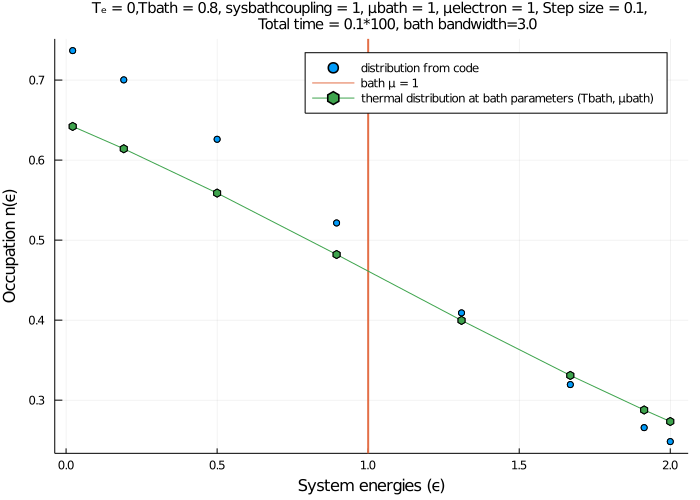 Tₑ = 0,Tbath = 0.8, sysbathcoupling = 1, μbath = 1, μelectron = 1, Step size = 0.1,
Total time = 0.1*100, bath bandwidth=3.0
distribution from code
bath μ = 1
thermal distribution at bath parameters (Tbath, μbath)
Occupation n(ϵ)
0.7
0.6
0.5
0.4
0.3
0.0 0.5 1.0 1.5 2.0
System energies (ϵ)